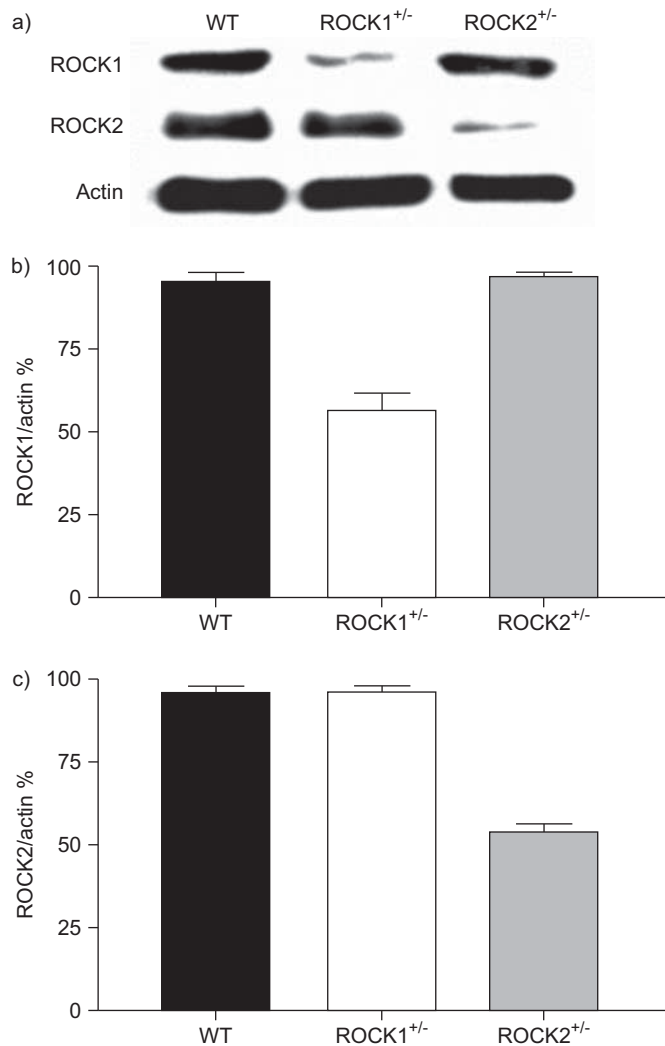 a) WT ROCK1+/- ROCK2+/-
ROCK1
ROCK2
Actin
b)
100
75
50
25
0
ROCK1/actin %
WT ROCK1+/- ROCK2+/-
c)
100
75
50
25
0
ROCK2/actin %
WT ROCK1+/- ROCK2+/-